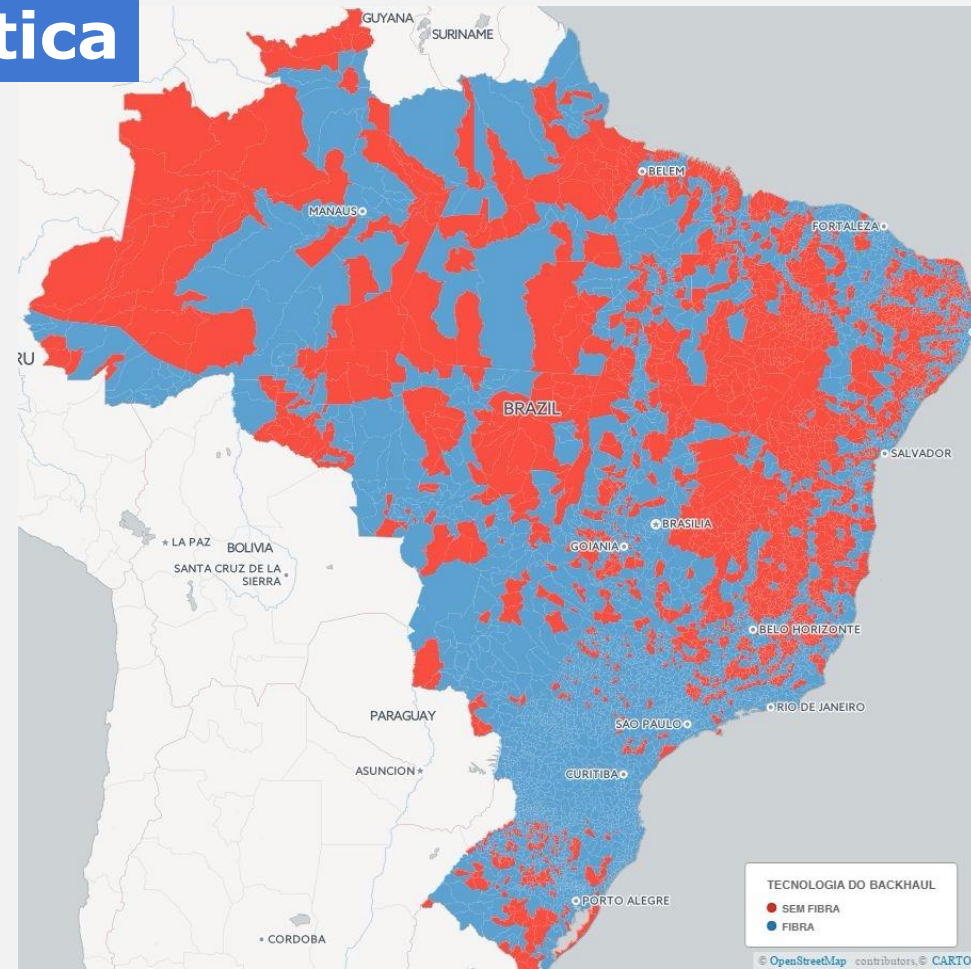 tica
GUYANA
SURINAME
BELEM
MANAUS
FORTALEZA
RU
BRAZIL
SALVADOR
BRASILIA
LA PAZ
BOLIVIA
GOIANIA
SANTA CRUZ DE LA
SIERRA
BELO HORIZONTE
RIO DE JANEIRO
PARAGUAY
SAO PAULO
ASUNCION
CURITIBA
TECNOLOGIA DO BACKHAUL
SEM FIBRA
FIBRA
PORTO ALEGRE
CORDOBA
© OpenStreetMap contributors, © CARTO